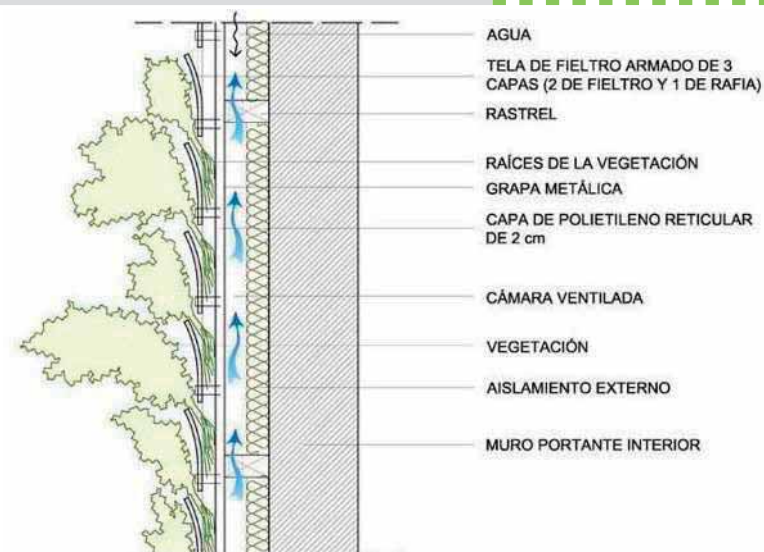 AGUA
TELA DE FIELTRO ARMADO DE 3
CAPAS (2 DE FIELTRO Y 1 DE RAFIA)
RASTREL
RAÍCES DE LA VEGETACIÓN
GRAPA METÁLICA
CAPA DE POLIETILENO RETICULAR
DE 2 cm
CÁMARA VENTILADA
VEGETACIÓN
AISLAMIENTO EXTERNO
MURO PORTANTE INTERIOR